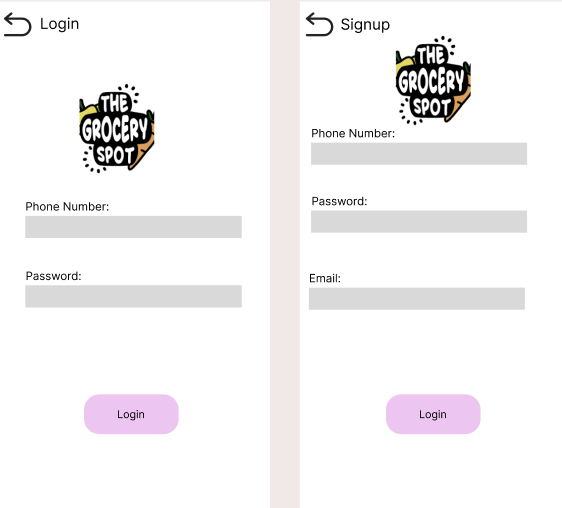 Login
THE
GROCERY
SPOT
Phone Number:
Password:
Login
Signup
THE
GROCERY
SPOT
Phone Number:
Password:
Email:
Login